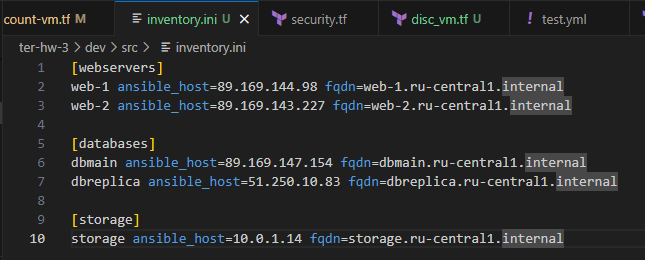 count-vm.tf inventory.ini U security.tf disc_vm.tf U test.yml
ter-hw-3 > dev > src > inventory.ini
1 [webservers]
2 web-1 ansible_host=89.169.144.98 fqdn=web-1.ru-central1.internal
3 web-2 ansible_host=89.169.143.227 fqdn=web-2.ru-central1.internal
4
5 [databases]
6 dbmain ansible_host=89.169.147.154 fqdn=dbmain.ru-central1.internal
7 dbreplica ansible_host=51.250.10.83 fqdn=dbreplica.ru-central1.internal
8
9 [storage]
10 storage ansible_host=10.0.1.14 fqdn=storage.ru-central1.internal